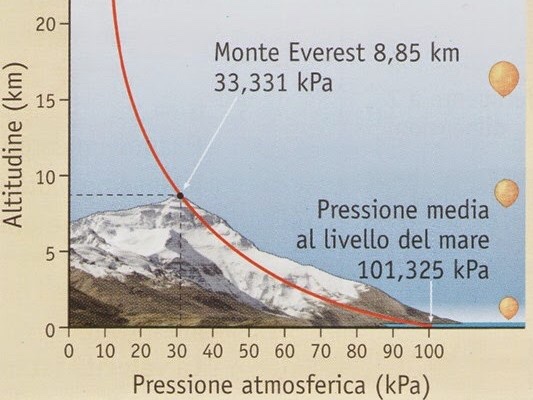 Altitudine (km)
20
15
10
5
0
Monte Everest 8,85 km
33,331 kPa
Pressione media
al livello del mare
101,325 kPa
0 10 20 30 40 50 60 70 80 90 100
Pressione atmosferica (kPa)